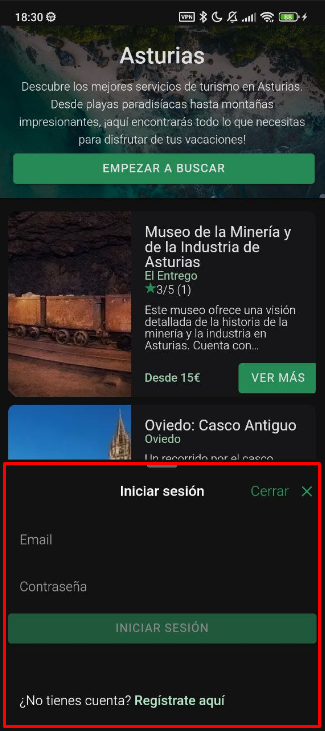 18:30
VPN
Asturias
Descubre los mejores servicios de turismo en Asturias.
Desde playas paradisíacas hasta montañas
impresionantes, ¡aquí encontrarás todo lo que necesitas
para disfrutar de tus vacaciones!
EMPEZAR A BUSCAR
Museo de la Minería y
de la Industria de
Asturias
El Entrego
3/5 (1)
Este museo ofrece una visión
detallada de la historia de la
minería y la industria en
Asturias. Cuenta con...
Desde 15€
VER MÁS
Oviedo: Casco Antiguo
Oviedo
Un recorrido por el casco
Iniciar sesión
Cerrar
Email
Contraseña
INICIAR SESIÓN
¿No tienes cuenta? Regístrate aquí